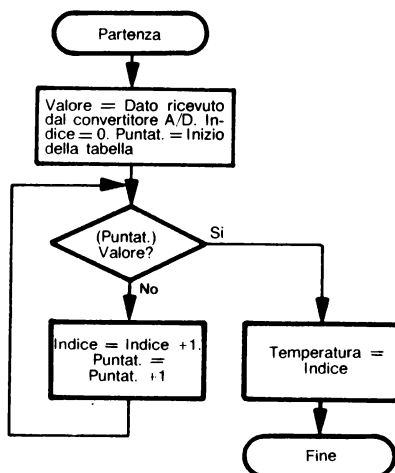 Partenza
Valore = Dato ricevuto
dal convertitore A/D. In-
dice = 0. Puntat. = Inizio
della tabella
(Puntat.)
Valore?
Si
No
Indice = Indice +1.
Puntat. =
Puntat. +1
Temperatura =
Indice
Fine